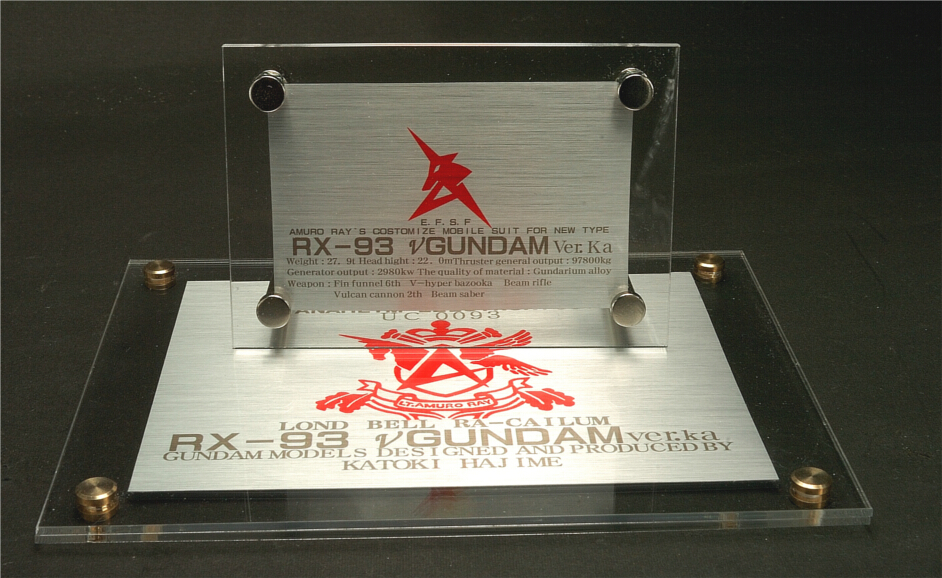 E. F. S. F
AMURO RAY'S COSTOMIZE MOBILE SUIT FOR NEW TYPE
RX-93 νGUNDAM Ver.Ka
Weight : 27. 9t Head hight : 22. 0mThruster general output : 97800kg
Generator output : 2980kw The quality of material : Gundarium alloy
Weapon : Fin funnel 6th V-hyper bazooka Beam rifle
Vulcan cannon 2th Beam saber
UC 0093
LT.AMURO RAY
LOND BELL RA-CAILUM
RX-93 νGUNDAM ver.ka
GUNDAM MODELS DESIGNED AND PRODUCED BY
KATOKI HAJIME